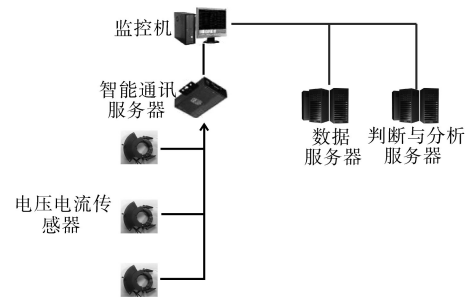 监控机
智能通讯
服务器
数据
服务器
判断与分析
服务器
电压电流传
感器